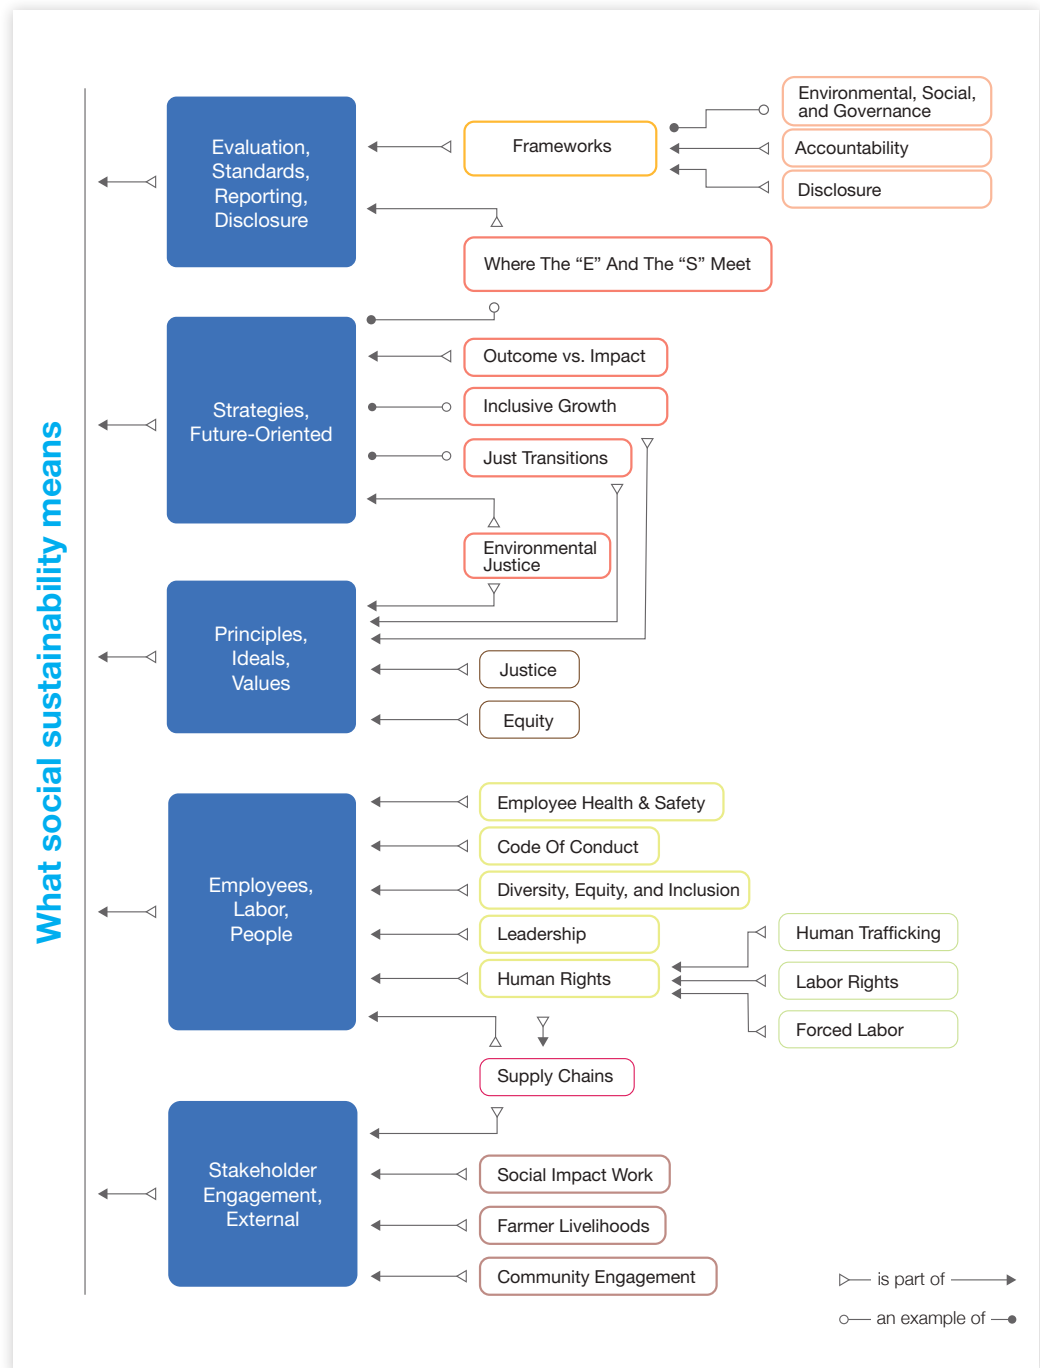 What social sustainability means
Evaluation,
Standards,
Reporting,
Disclosure
Frameworks
Environmental, Social,
and Governance
Accountability
Disclosure
Where The “E” And The “S” Meet
Strategies,
Future-Oriented
Outcome vs. Impact
Inclusive Growth
Just Transitions
Environmental
Justice
Principles,
Ideals,
Values
Justice
Equity
Employees,
Labor,
People
Employee Health & Safety
Code Of Conduct
Diversity, Equity, and Inclusion
Leadership
Human Rights
Human Trafficking
Labor Rights
Forced Labor
Supply Chains
Stakeholder
Engagement,
External
Social Impact Work
Farmer Livelihoods
Community Engagement
is part of
an example of